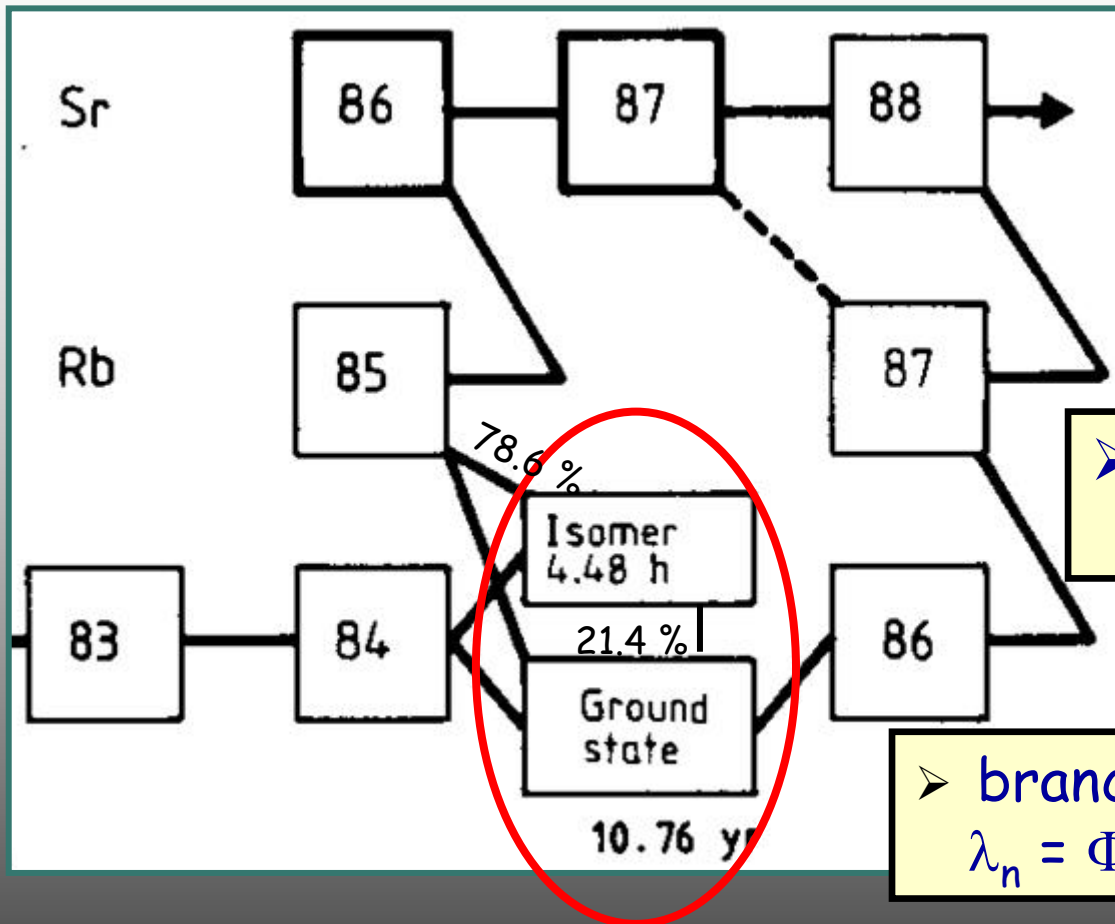 Sr
86
87
88
Rb
85
87
78.6 %
Isomer
4.48 h
83
84
21.4 %
86
Ground
state
10.76
➤
➤
λn = Φ